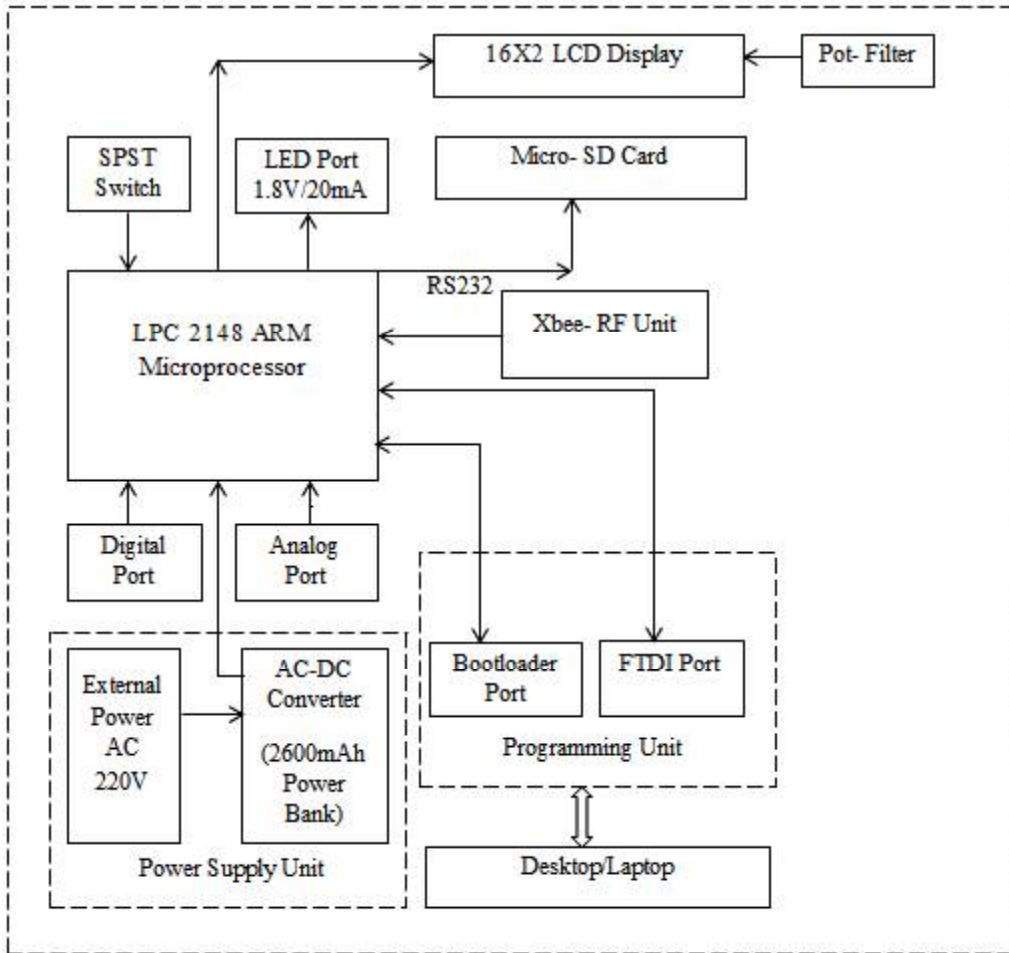 16X2 LCD Display
Pot- Filter
SPST
Switch
LED Port
1.8V/20mA
Micro- SD Card
RS232
LPC 2148 ARM
Microprocessor
Xbee- RF Unit
Digital
Port
Analog
Port
External
Power
AC
220V
AC-DC
Converter
(2600mAh
Power
Bank)
Power Supply Unit
Bootloader
Port
FTDI Port
Programming Unit
Desktop/Laptop